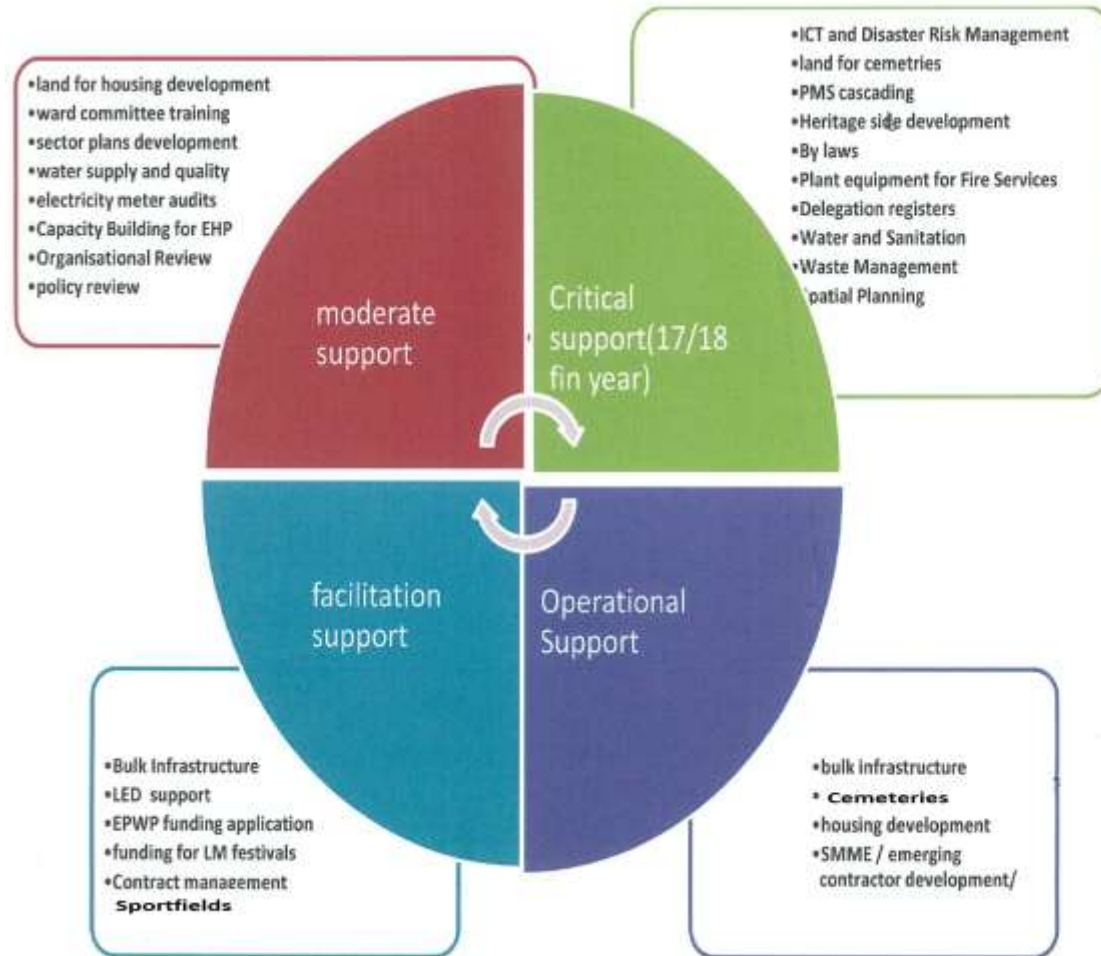 •land for housing development
•ward committee training
•sector plans development
•water supply and quality
•electricity meter audits
•Capacity Building for EHP
•Organisational Review
•policy review
moderate
support
•ICT and Disaster Risk Management
•land for cemetries
•PMS cascading
•Heritage side development
•By laws
•Plant equipment for Fire Services
•Delegation registers
•Water and Sanitation
•Waste Management
patial Planning
Critical
support(17/18
fin year)
facilitation
support
•Bulk Infrastructure
•LED support
•EPWP funding application
•funding for LM festivals
•Contract management
Sportfields
Operational
Support
•bulk infrastructure
* Cemeteries
•housing development
•SMME / emerging
contractor development/